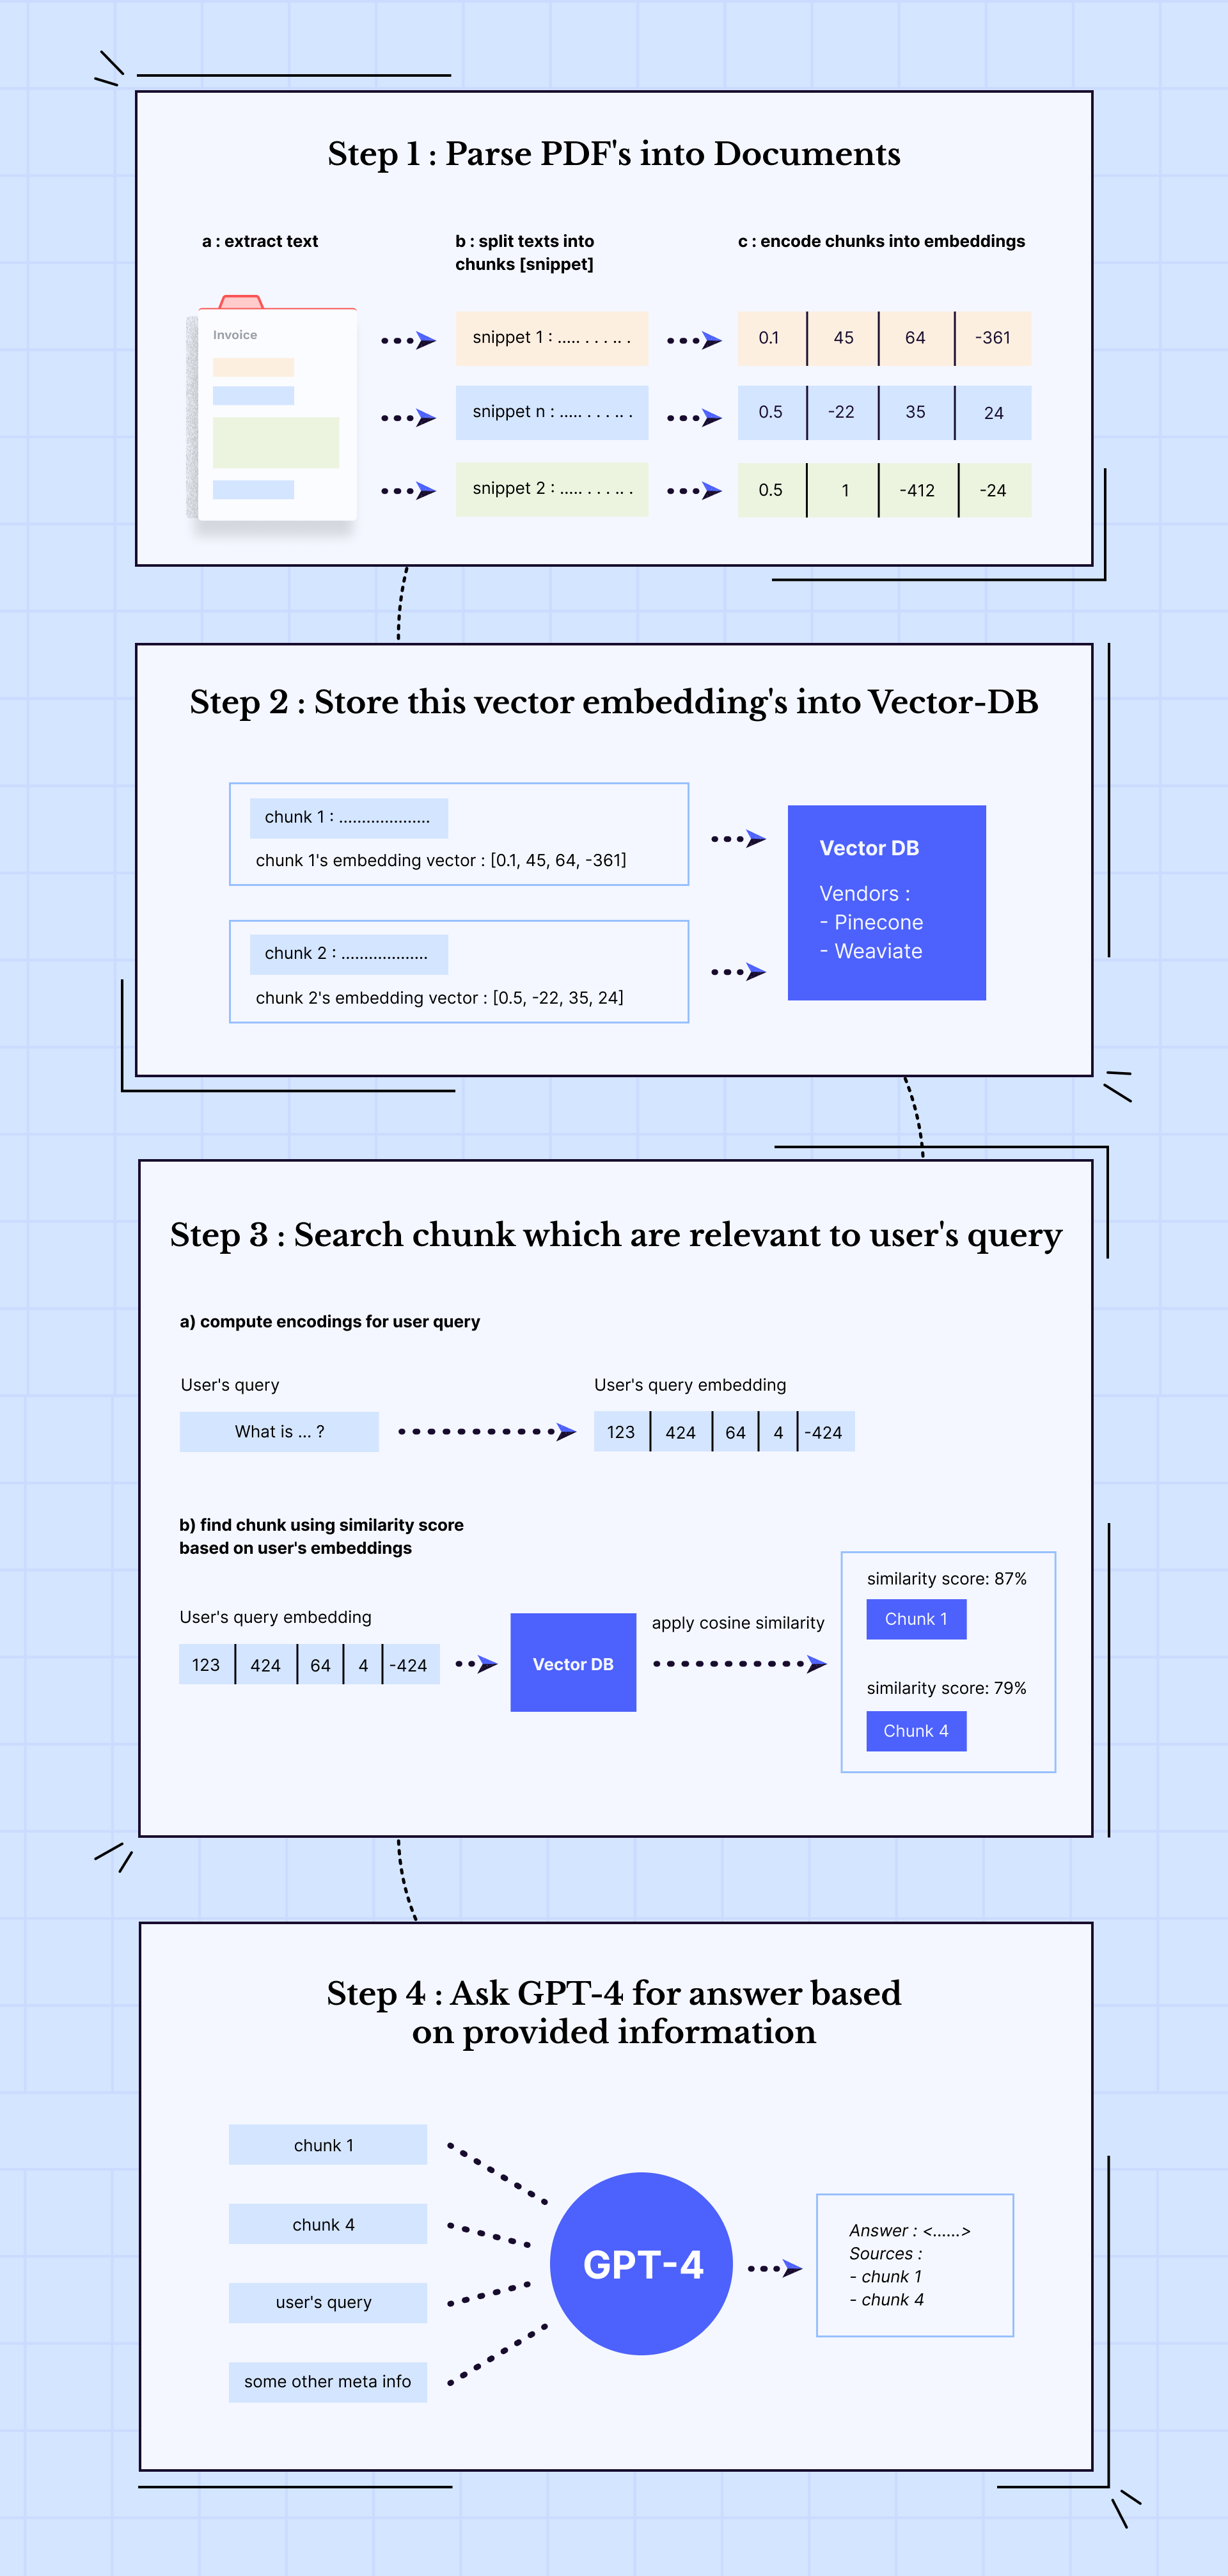 Step 1 : Parse PDF's into Documents
a : extract text
b : split texts into
chunks [snippet]
c : encode chunks into embeddings
Invoice
snippet 1 : ..... . . . .. .
0.1 45 64 -361
snippet n : ..... . . . .. .
0.5 -22 35 24
snippet 2 : ..... . . . .. .
0.5 1 -412 -24
Step 2 : Store this vector embedding's into Vector-DB
chunk 1 : ....................
chunk 1's embedding vector : [0.1, 45, 64, -361]
chunk 2 : ...................
chunk 2's embedding vector : [0.5, -22, 35, 24]
Vector DB
Vendors :
- Pinecone
- Weaviate
Step 3 : Search chunk which are relevant to user's query
a) compute encodings for user query
User's query
User's query embedding
What is ... ?
123 424 64 4 -424
b) find chunk using similarity score
based on user's embeddings
User's query embedding
123 424 64 4 -424
Vector DB
apply cosine similarity
similarity score: 87%
Chunk 1
similarity score: 79%
Chunk 4
Step 4 : Ask GPT-4 for answer based
on provided information
chunk 1
chunk 4
user's query
some other meta info
GPT-4
Answer : <......>
Sources :
- chunk 1
- chunk 4